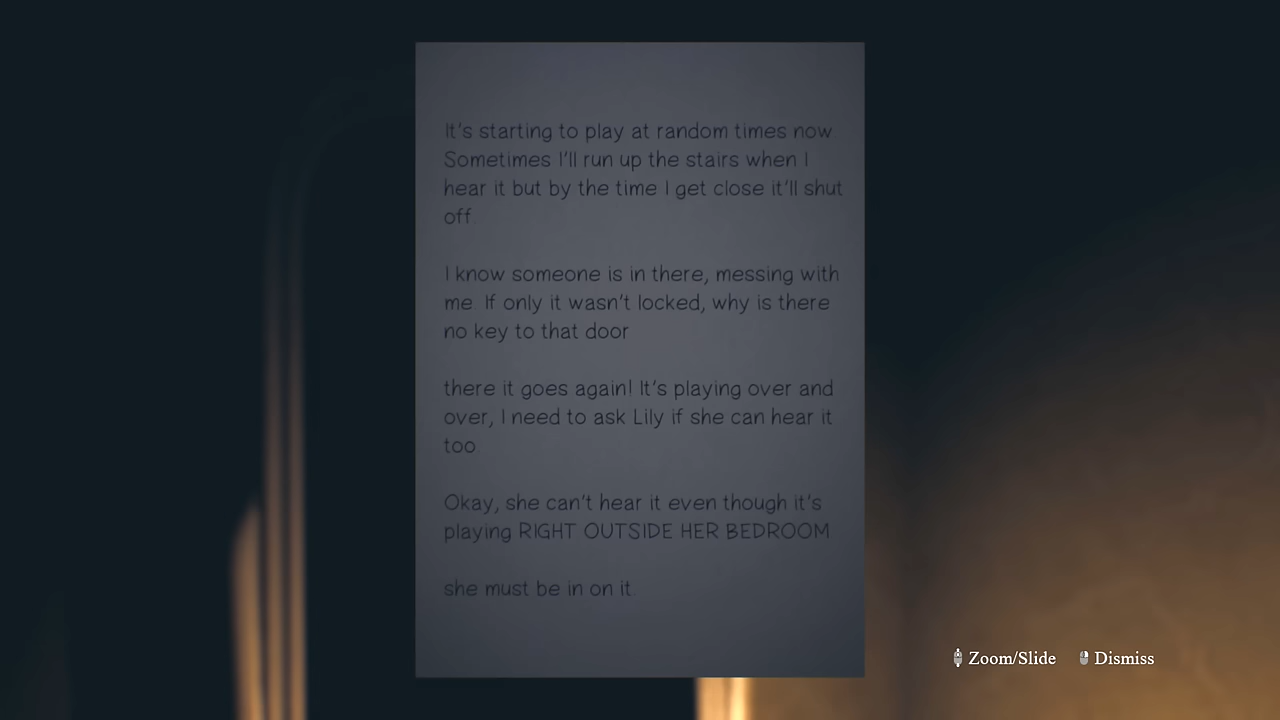 It's starting to play at random times now.
Sometimes I'll run up the stairs when I
hear it but by the time I get close it'll shut
off.
I know someone is in there, messing with
me. If only it wasn't locked, why is there
no key to that door
there it goes again! It's playing over and
over, I need to ask Lily if she can hear it
too.
Okay, she can't hear it even though it's
playing RIGHT OUTSIDE HER BEDROOM
she must be in on it.
Zoom/Slide Dismiss